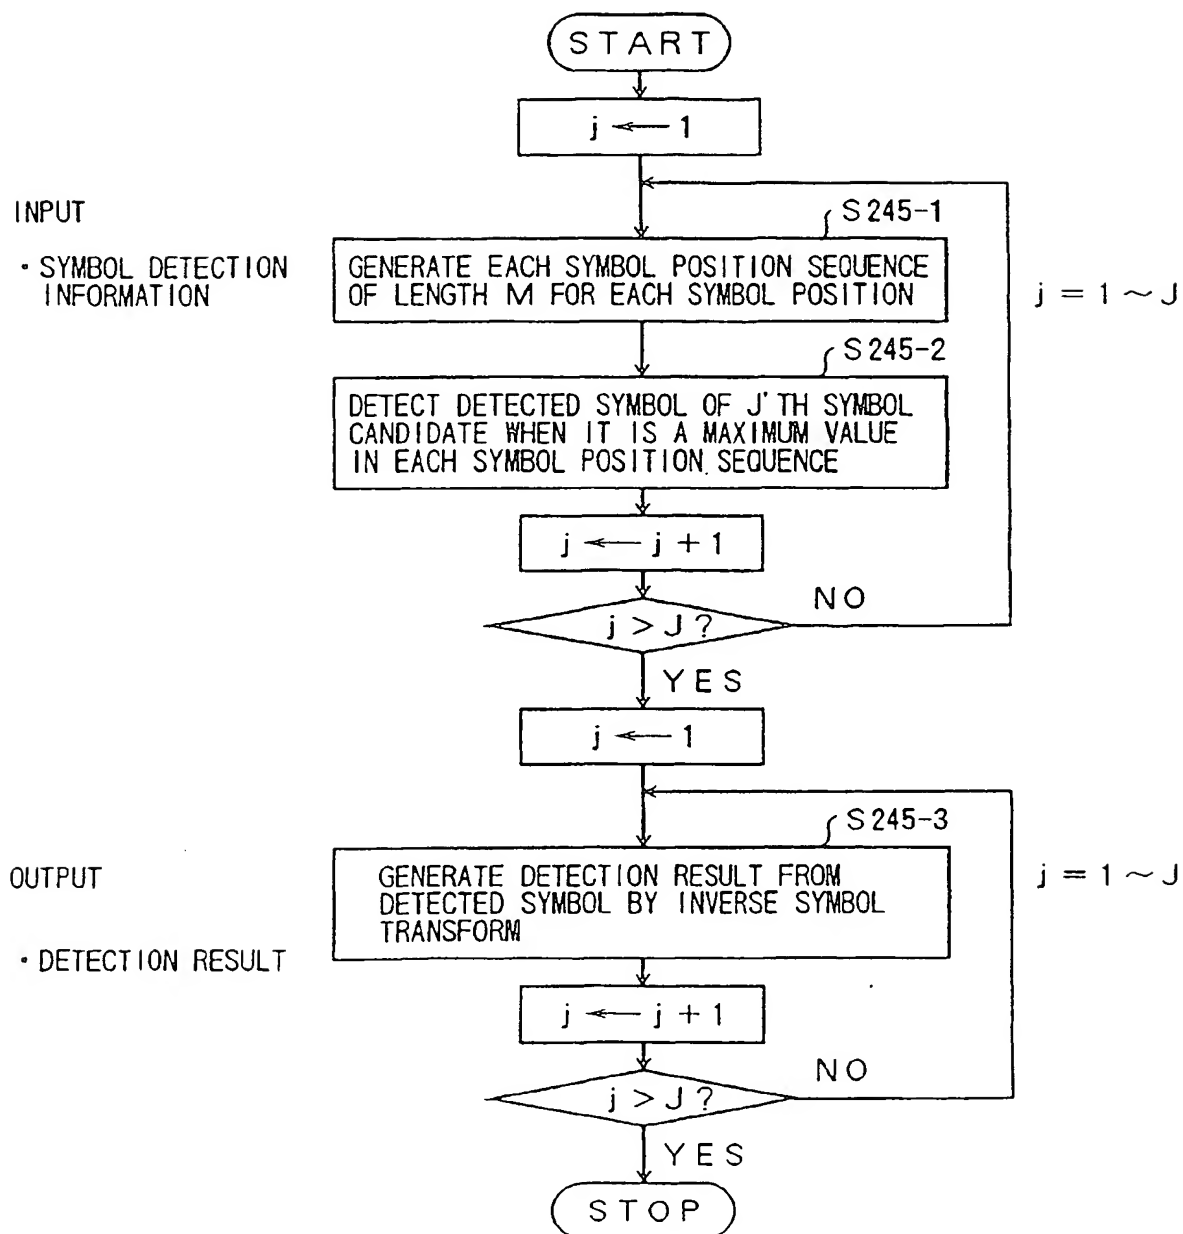 START
j ← 1
INPUT
・SYMBOL DETECTION
INFORMATION
S245-1
GENERATE EACH SYMBOL POSITION SEQUENCE
OF LENGTH M FOR EACH SYMBOL POSITION
j = 1 ~ J
S245-2
DETECT DETECTED SYMBOL OF J'TH SYMBOL
CANDIDATE WHEN IT IS A MAXIMUM VALUE
IN EACH SYMBOL POSITION SEQUENCE
j ← j + 1
j > J ?
NO
YES
j ← 1
S245-3
OUTPUT
・DETECTION RESULT
GENERATE DETECTION RESULT FROM
DETECTED SYMBOL BY INVERSE SYMBOL
TRANSFORM
j = 1 ~ J
j ← j + 1
j > J ?
NO
YES
STOP